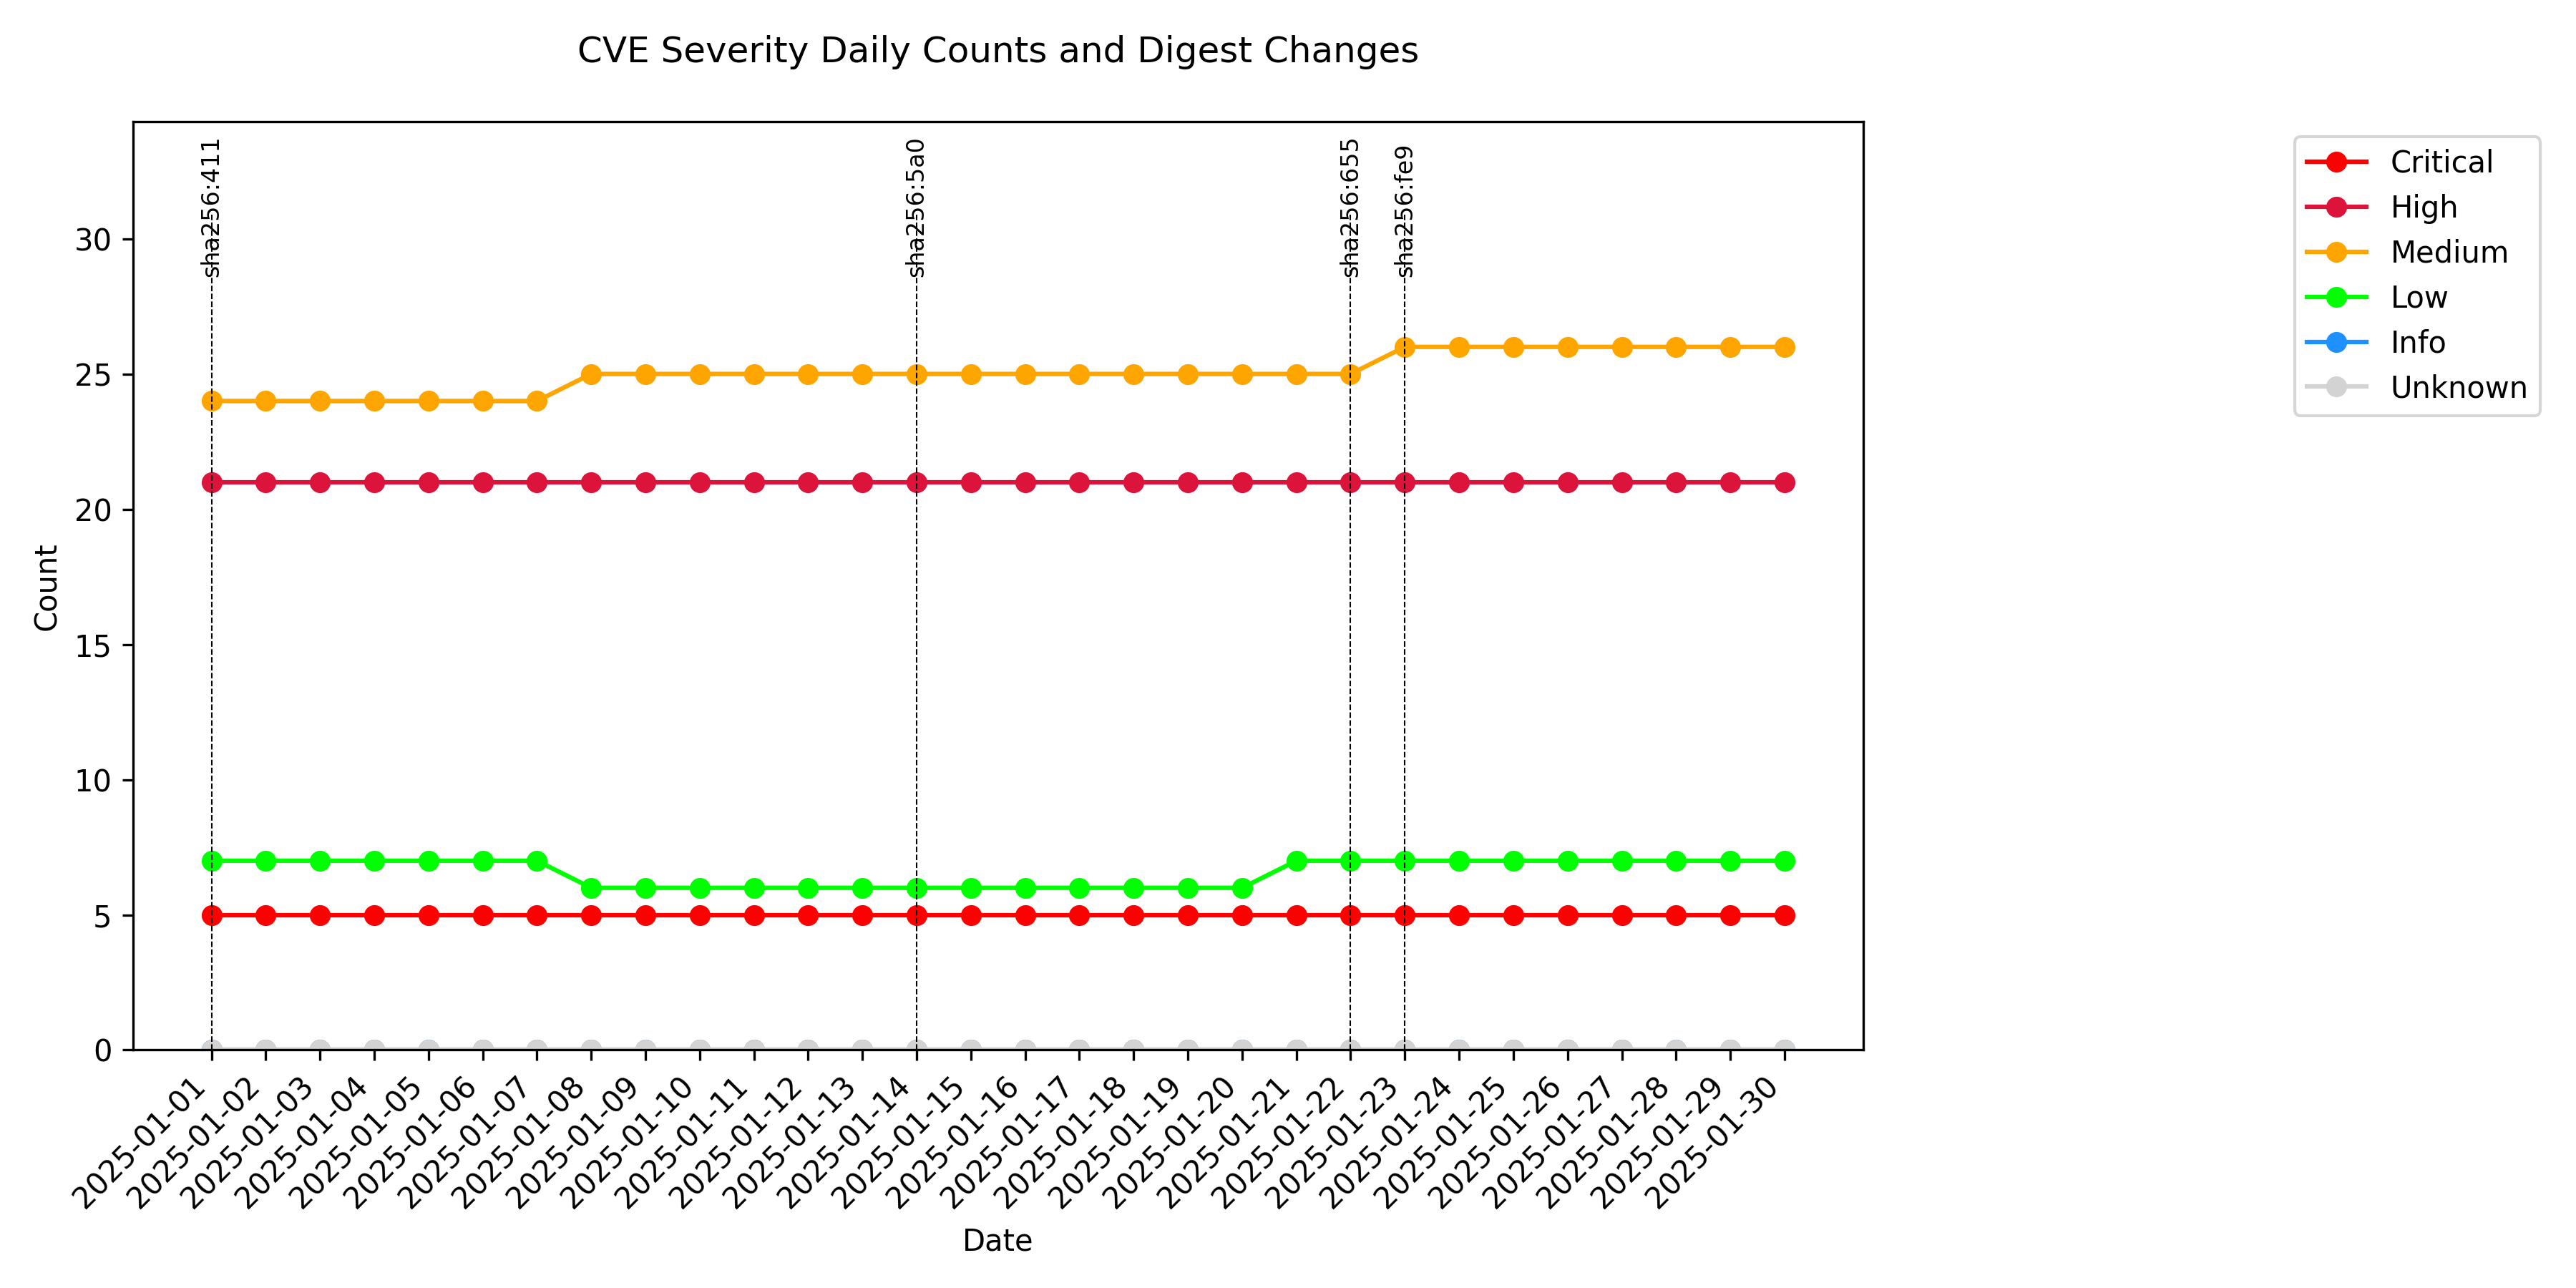 CVE Severity Daily Counts and Digest Changes
sha256:411
sha256:5a0
sha256:655
sha256:fe9
Critical
High
Medium
Low
Info
Unknown
Count
30
25
20
15
10
5
0
2025-01-01
2025-01-02
2025-01-03
2025-01-04
2025-01-05
2025-01-06
2025-01-07
2025-01-08
2025-01-09
2025-01-10
2025-01-11
2025-01-12
2025-01-13
2025-01-14
2025-01-15
2025-01-16
2025-01-17
2025-01-18
2025-01-19
2025-01-20
2025-01-21
2025-01-22
2025-01-23
2025-01-24
2025-01-25
2025-01-26
2025-01-27
2025-01-28
2025-01-29
2025-01-30
Date